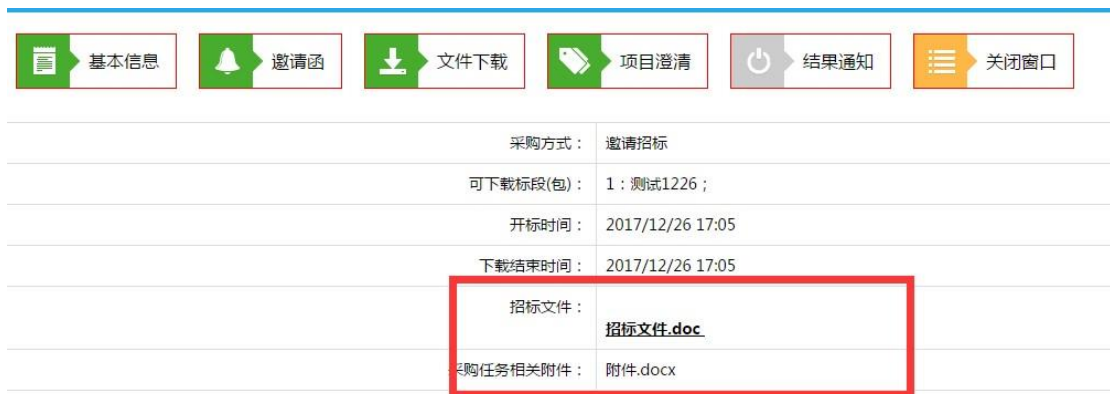 基本信息 邀请函 文件下载 项目澄清 结果通知 关闭窗口
采购方式： 邀请招标
可下载标段(包)： 1：测试1226；
开标时间： 2017/12/26 17:05
下载结束时间： 2017/12/26 17:05
招标文件：
招标文件.doc
采购任务相关附件： 附件.docx